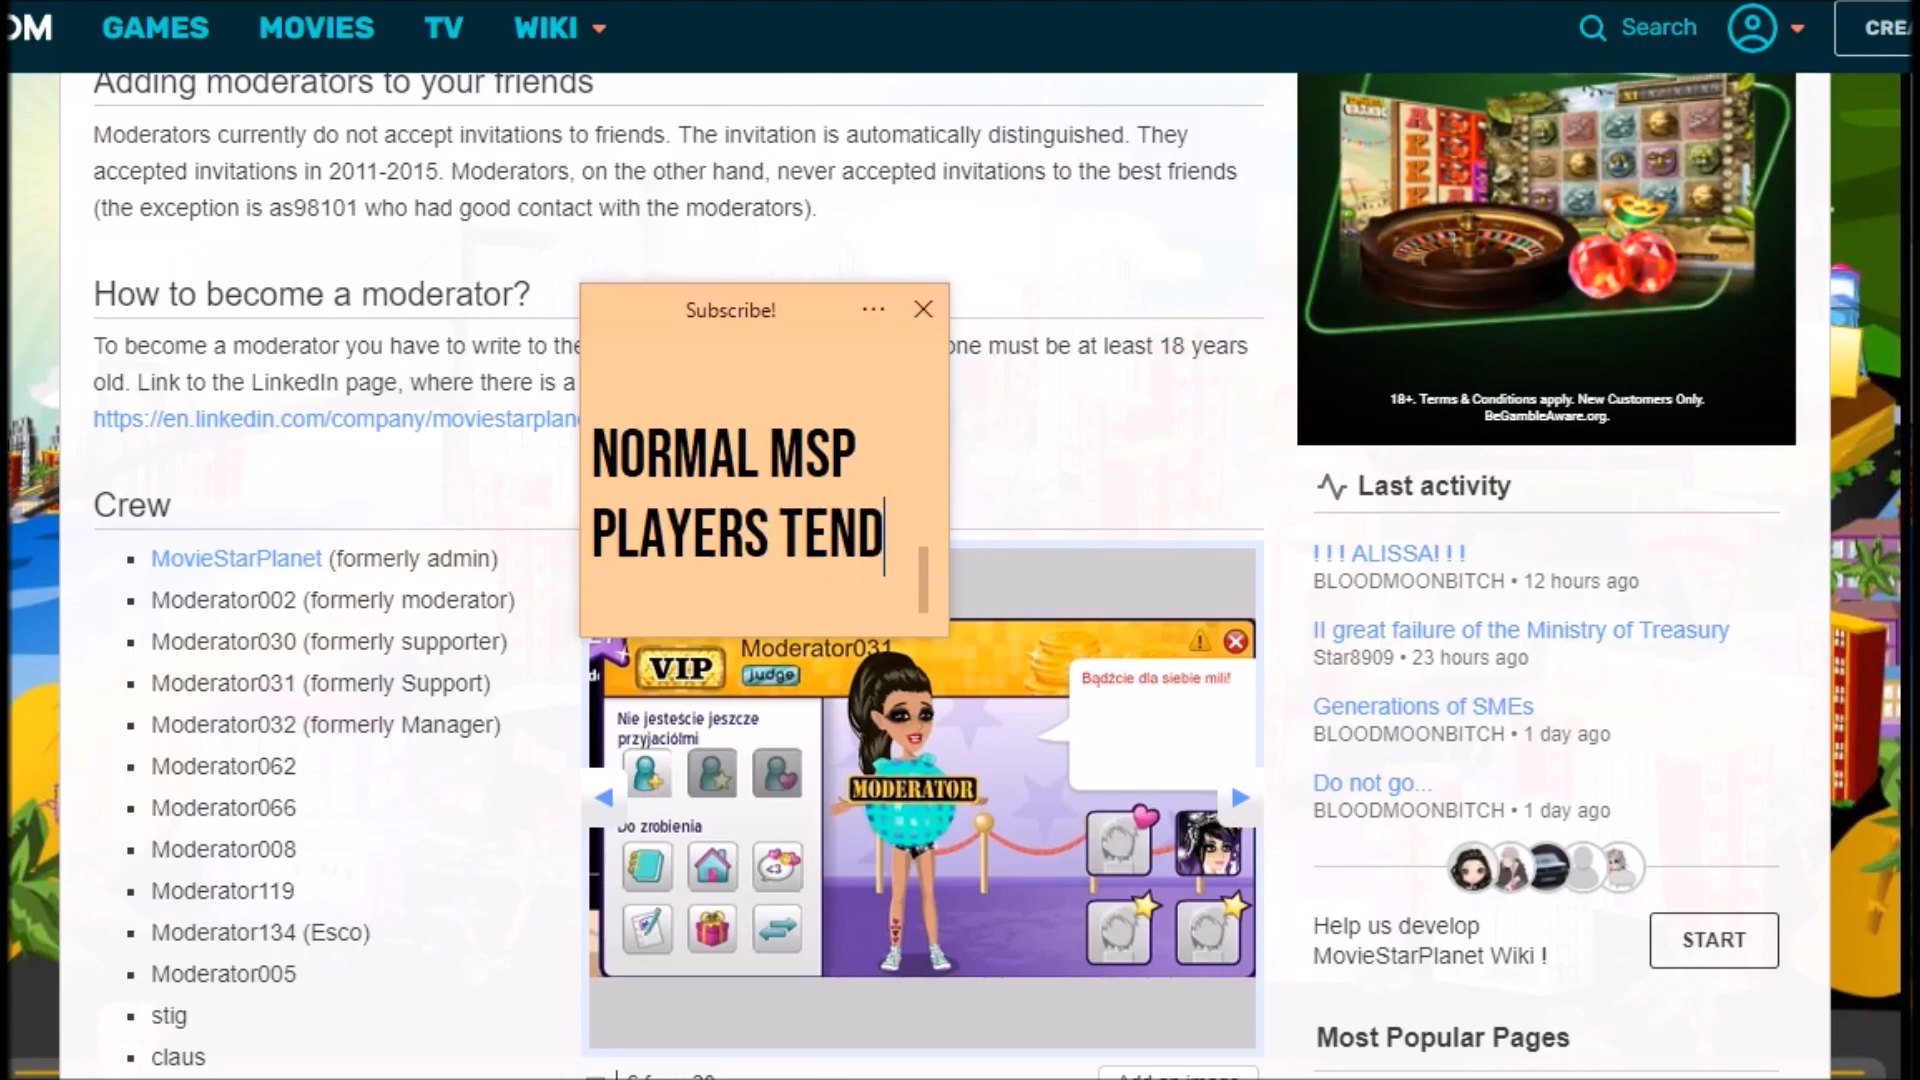 OM
GAMES
MOVIES
TV
WIKI
Search
CREA
Adding moderators to your friends
Moderators currently do not accept invitations to friends. The invitation is automatically distinguished. They
accepted invitations in 2011-2015. Moderators, on the other hand, never accepted invitations to the best friends
(the exception is as98101 who had good contact with the moderators).
How to become a moderator?
To become a moderator you have to write to the
one must be at least 18 years
old. Link to the LinkedIn page, where there is a
https://en.linkedin.com/company/moviestarplane
Subscribe!
NORMAL MSP
PLAYERS TEND
Crew
MovieStarPlanet (formerly admin)
Moderator002 (formerly moderator)
Moderator030 (formerly supporter)
Moderator031 (formerly Support)
Moderator032 (formerly Manager)
Moderator062
Moderator066
Moderator008
Moderator119
Moderator134 (Esco)
Moderator005
stig
claus
VIP
Moderator031
judge
Bądźcie dla siebie mili!
Nie jesteście jeszcze
przyjaciółmi
MODERATOR
Do zrobienia
18+. Terms & Conditions apply. New Customers Only.
BeGambleAware.org.
Last activity
! ! ! ALISSA! ! !
BLOODMOONBITCH • 12 hours ago
II great failure of the Ministry of Treasury
Star8909 • 23 hours ago
Generations of SMEs
BLOODMOONBITCH • 1 day ago
Do not go...
BLOODMOONBITCH • 1 day ago
Help us develop
MovieStarPlanet Wiki !
START
Most Popular Pages